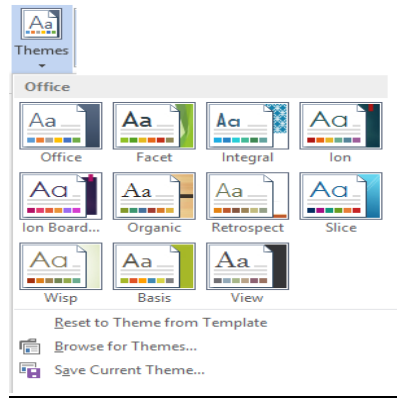 Aa
Themes
Office
Aa Aa Aa Aa
Office Facet Integral Ion
Aa Aa Aa Aa
Ion Board... Organic Retrospect Slice
Aa Aa Aa
Wisp Basis View
Reset to Theme from Template
Browse for Themes...
Save Current Theme...